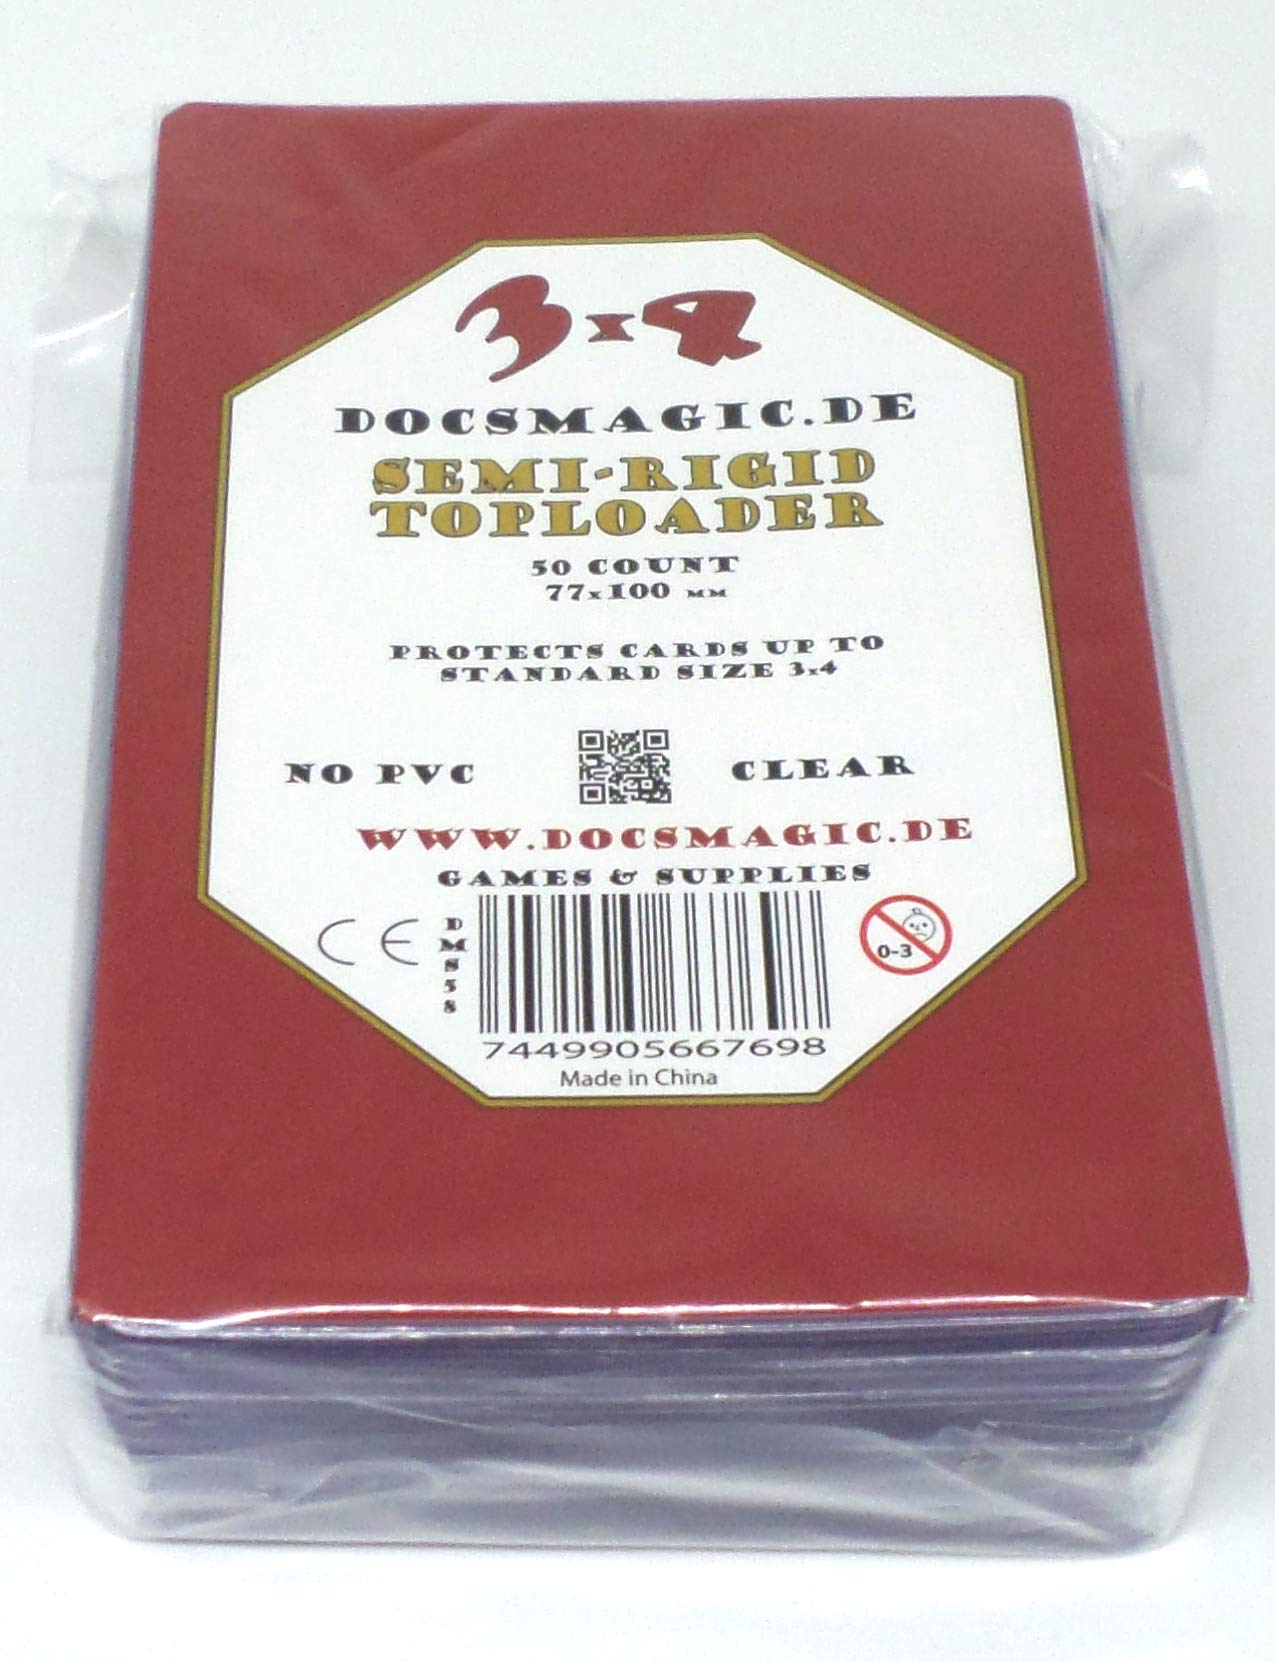 3x4
DOCSMAGIC.DE
SEMI-RIGID
TOPLOADER
50 COUNT
77x100 MM
PROTECTS CARDS UP TO
STANDARD SIZE 3x4
NO PVC CLEAR
WWW.DOCSMAGIC.DE
GAMES & SUPPLIES
CE DMS58 0-3
7449905667698
Made in China